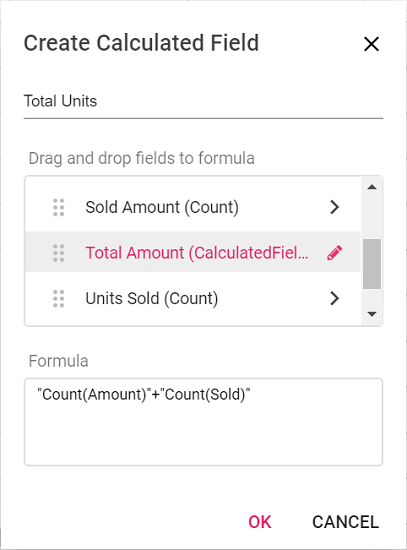 Create Calculated Field
Total Units
Drag and drop fields to formula
Sold Amount (Count)
Total Amount (CalculatedFiel...
Units Sold (Count)
Formula
"Count(Amount)"+"Count(Sold)"
OK CANCEL